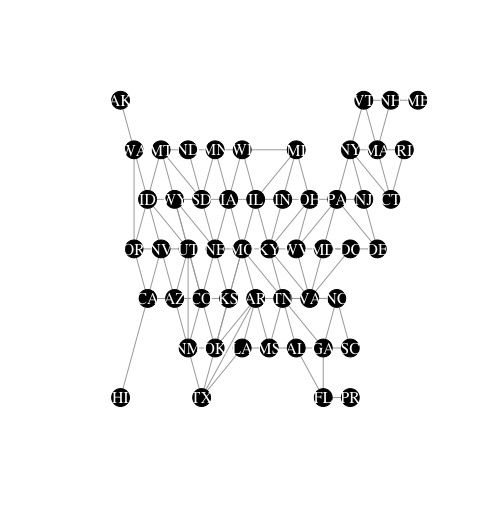 AK VT NH ME
WA MT ND MN WI MI NY MA RI
ID WY SD IA IL IN OH PA NJ CT
OR NV UT NE MO KY WV MD DC DE
CA AZ CO KS AR TN VA NC
NM OK LA MS AL GA SC
HI TX FL PR